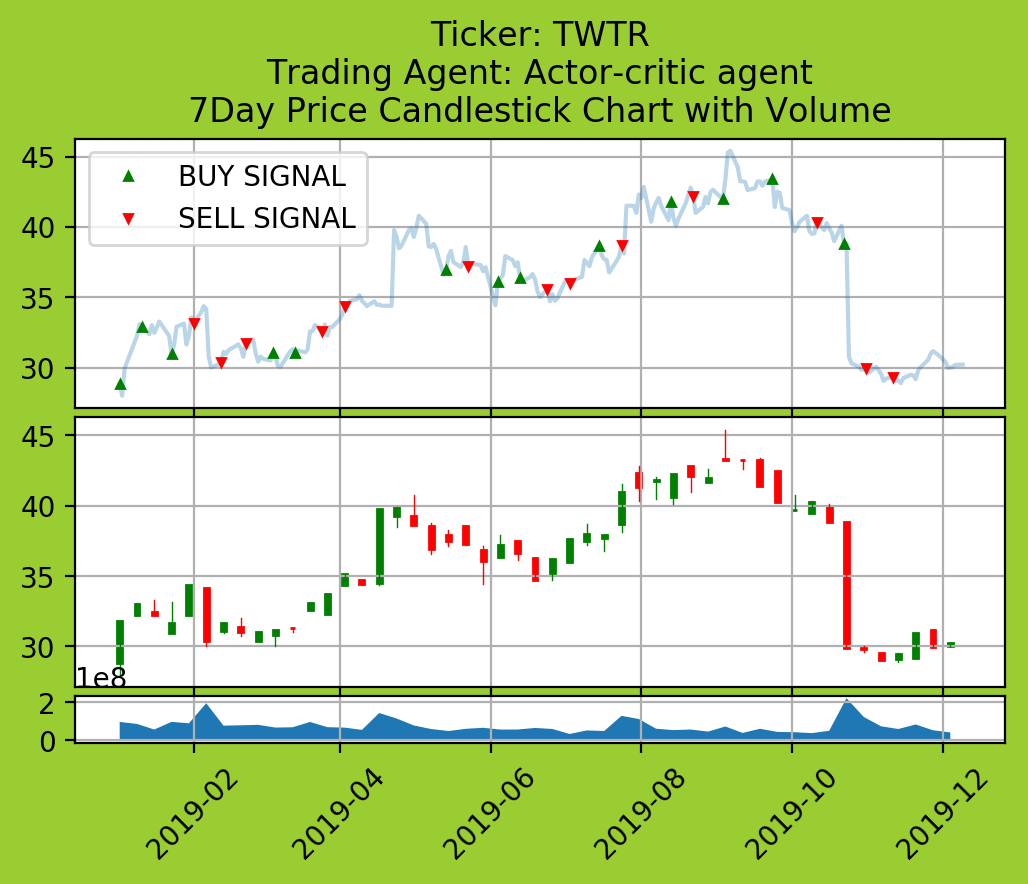 Ticker: TWTR
Trading Agent: Actor-critic agent
7Day Price Candlestick Chart with Volume
45
40
35
30
BUY SIGNAL
SELL SIGNAL
45
40
35
30
1e8
2
0
2019-02
2019-04
2019-06
2019-08
2019-10
2019-12